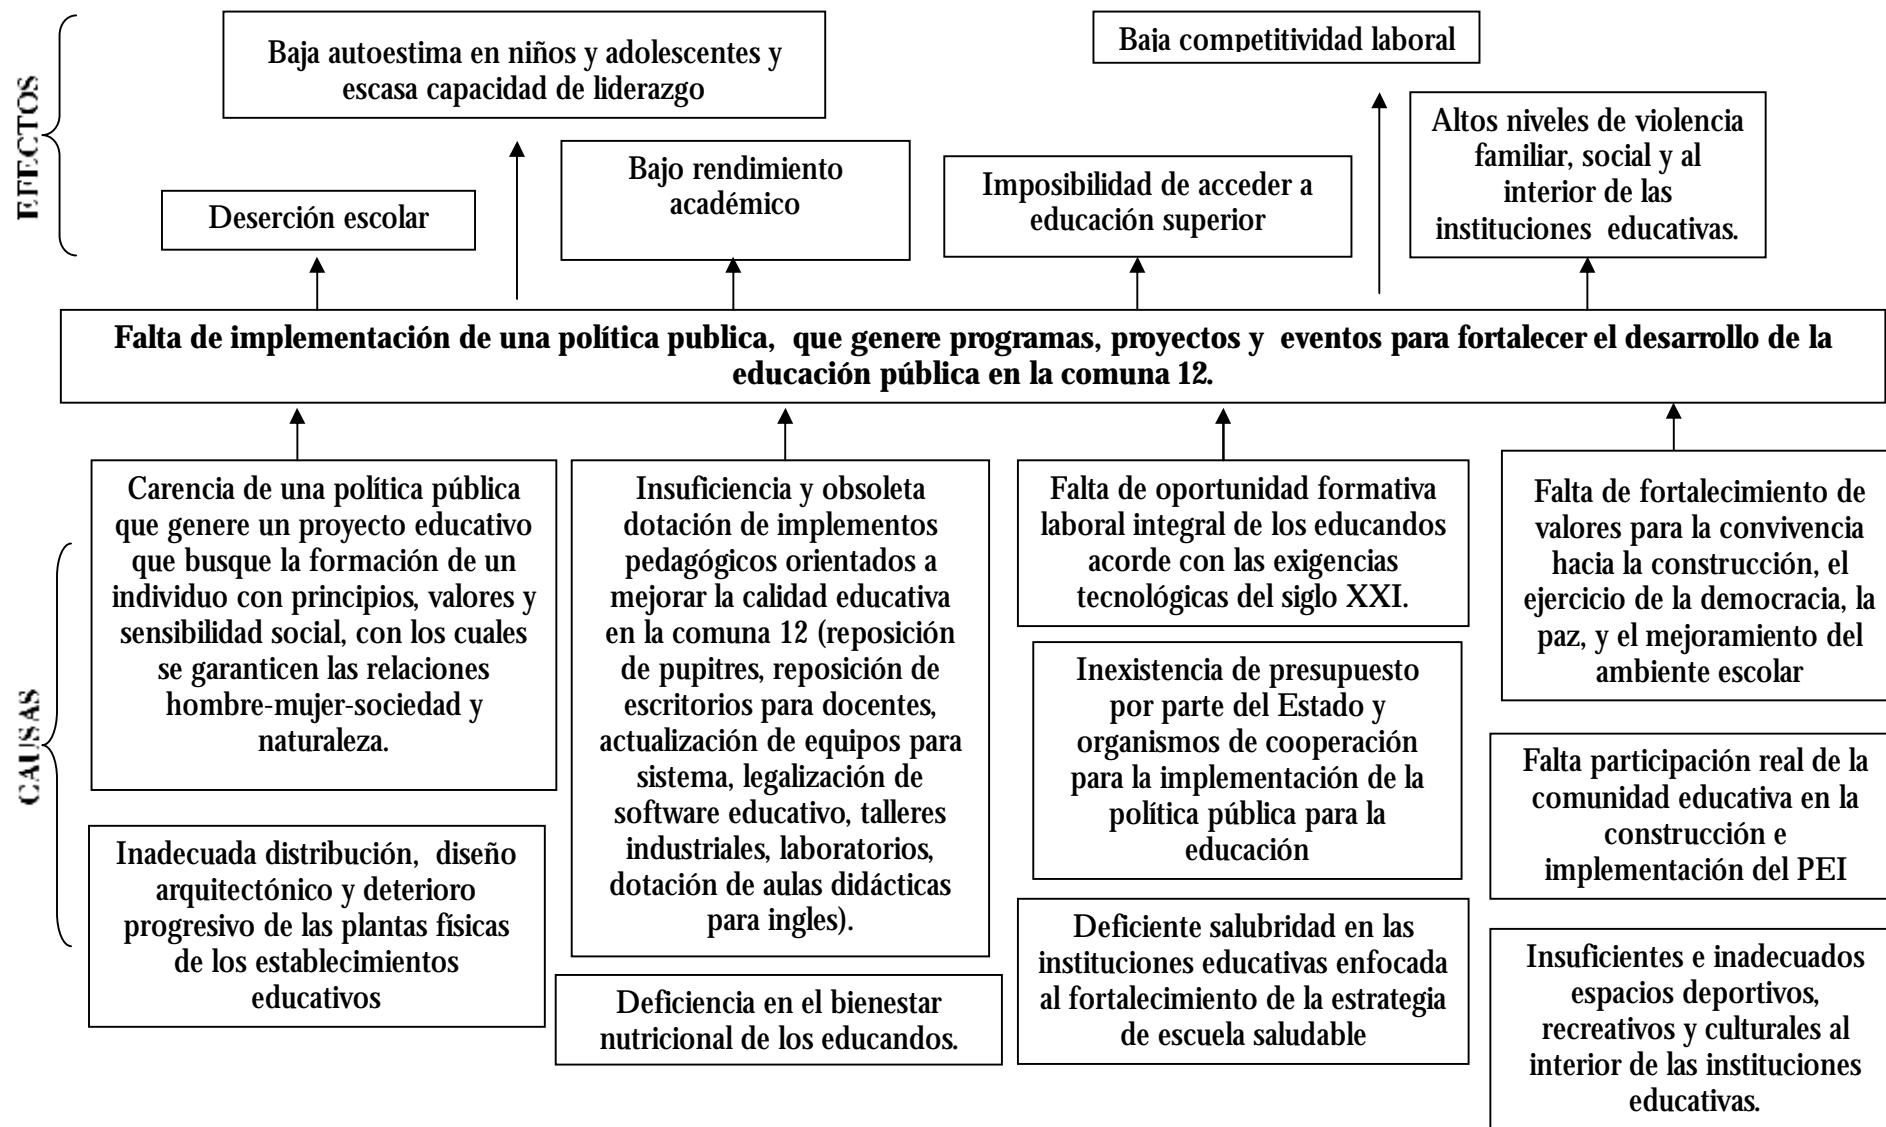 EFECTOS
Baja autoestima en niños y adolescentes y
escasa capacidad de liderazgo
Baja competitividad laboral
Deserción escolar
Bajo rendimiento
académico
Imposibilidad de acceder a
educación superior
Altos niveles de violencia
familiar, social y al
interior de las
instituciones  educativas.
Falta de implementación de una política publica,  que genere programas, proyectos y  eventos para fortalecer el desarrollo de la
educación pública en la comuna 12.
CAUSAS
Carencia de una política pública
que genere un proyecto educativo
que busque la formación de un
individuo con principios, valores y
sensibilidad social, con los cuales
se garanticen las relaciones
hombre-mujer-sociedad y
naturaleza.
Inadecuada distribución,  diseño
arquitectónico y deterioro
progresivo de las plantas físicas
de los establecimientos
educativos
Insuficiencia y obsoleta
dotación de implementos
pedagógicos orientados a
mejorar la calidad educativa
en la comuna 12 (reposición
de pupitres, reposición de
escritorios para docentes,
actualización de equipos para
sistema, legalización de
software educativo, talleres
industriales, laboratorios,
dotación de aulas didácticas
para ingles).
Deficiencia en el bienestar
nutricional de los educandos.
Falta de oportunidad formativa
laboral integral de los educandos
acorde con las exigencias
tecnológicas del siglo XXI.
Inexistencia de presupuesto
por parte del Estado y
organismos de cooperación
para la implementación de la
política pública para la
educación
Deficiente salubridad en las
instituciones educativas enfocada
al fortalecimiento de la estrategia
de escuela saludable
Falta de fortalecimiento de
valores para la convivencia
hacia la construcción, el
ejercicio de la democracia, la
paz, y el mejoramiento del
ambiente escolar
Falta participación real de la
comunidad educativa en la
construcción e
implementación del PEI
Insuficientes e inadecuados
espacios deportivos,
recreativos y culturales al
interior de las instituciones
educativas.